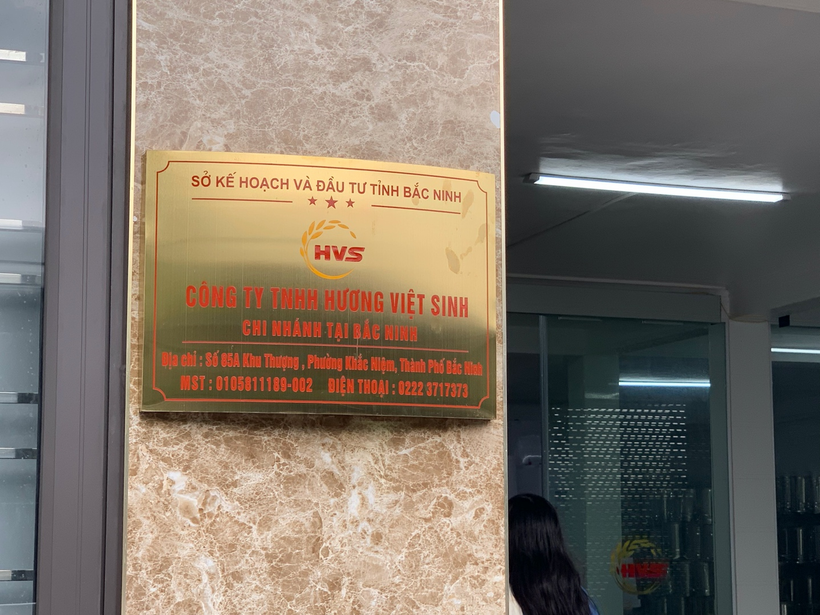 SỞ KẾ HOẠCH VÀ ĐẦU TƯ TỈNH BẮC NINH
HVS
CÔNG TY TNHH HƯƠNG VIỆT SINH
CHI NHÁNH TẠI BẮC NINH
Địa chỉ : Số 85A Khu Thượng , Phường Khắc Niệm, Thành Phố Bắc Ninh
MST : 0105811189-002 ĐIỆN THOẠI : 0222 3717373
HVS